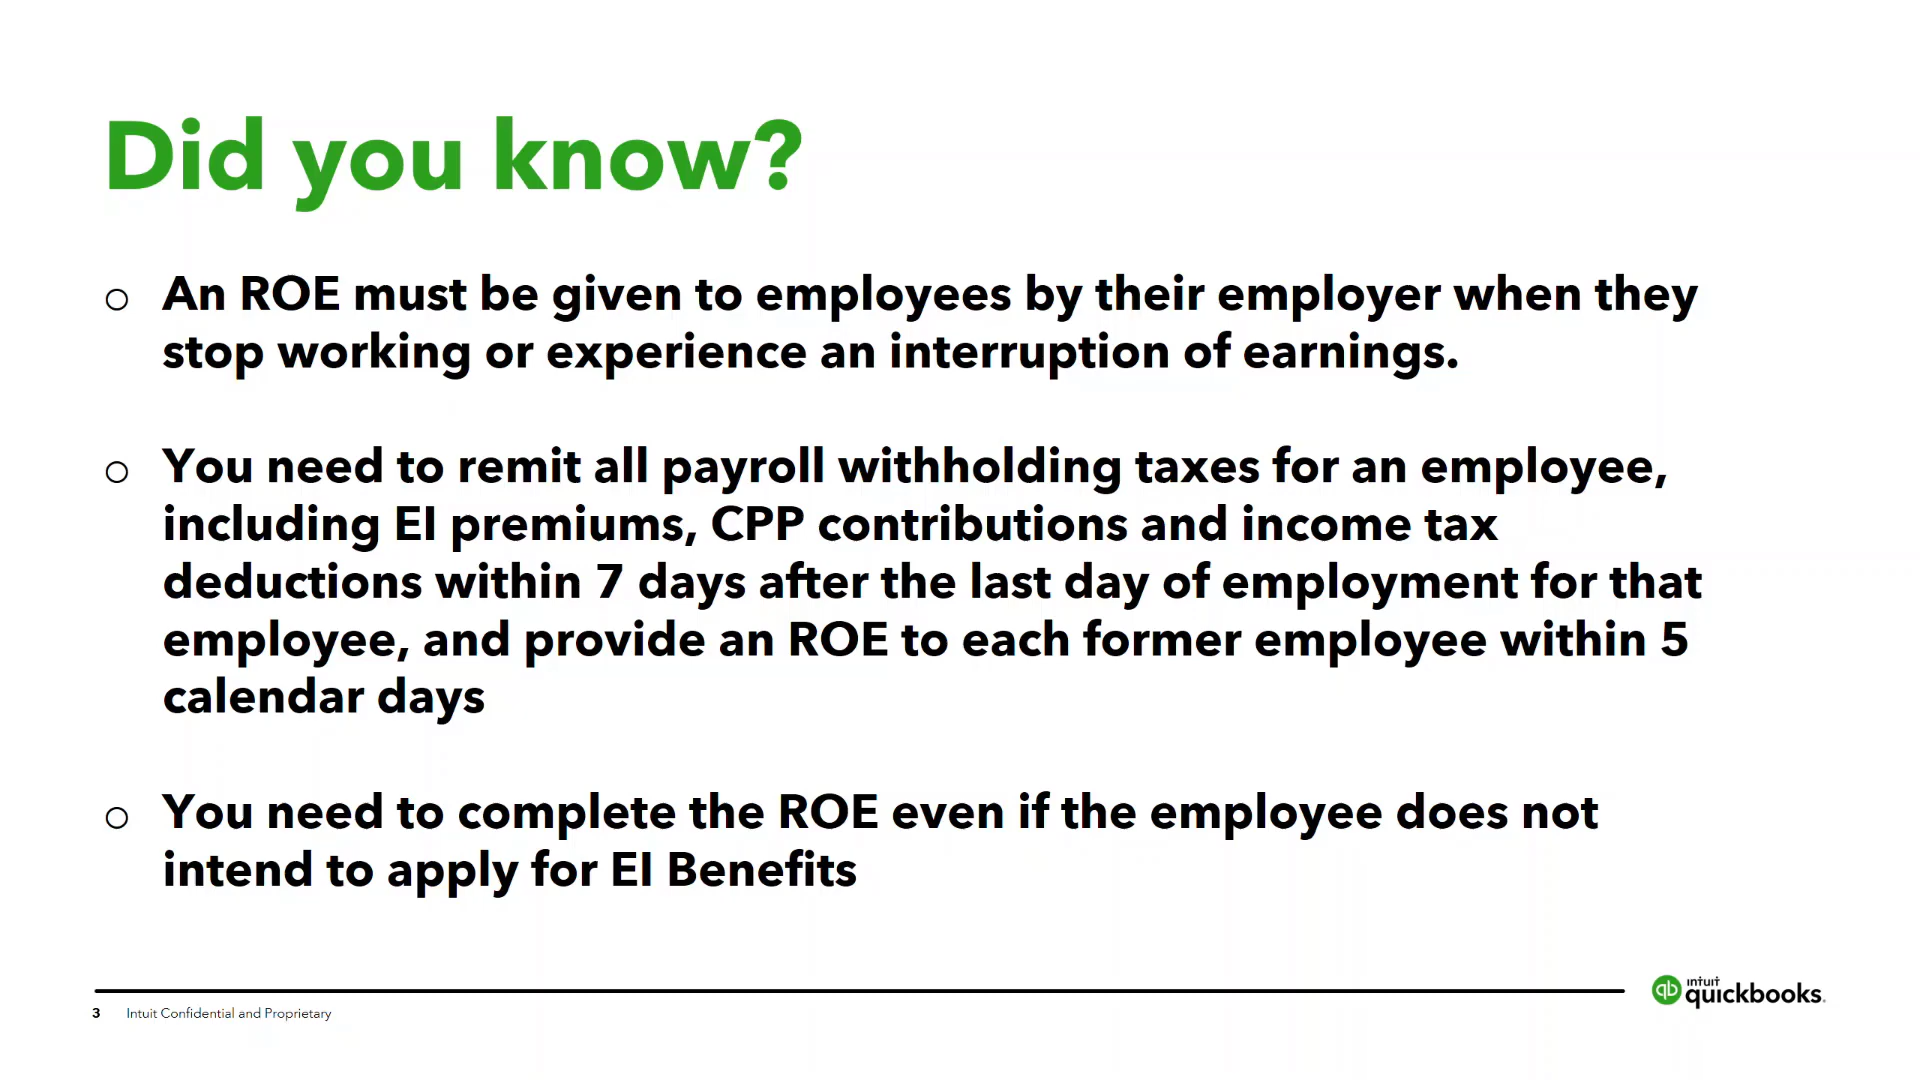 Did you know?
o An ROE must be given to employees by their employer when they
stop working or experience an interruption of earnings.
o You need to remit all payroll withholding taxes for an employee,
including EI premiums, CPP contributions and income tax
deductions within 7 days after the last day of employment for that
employee, and provide an ROE to each former employee within 5
calendar days
o You need to complete the ROE even if the employee does not
intend to apply for EI Benefits
3 Intuit Confidential and Proprietary
qb intuit
quickbooks.